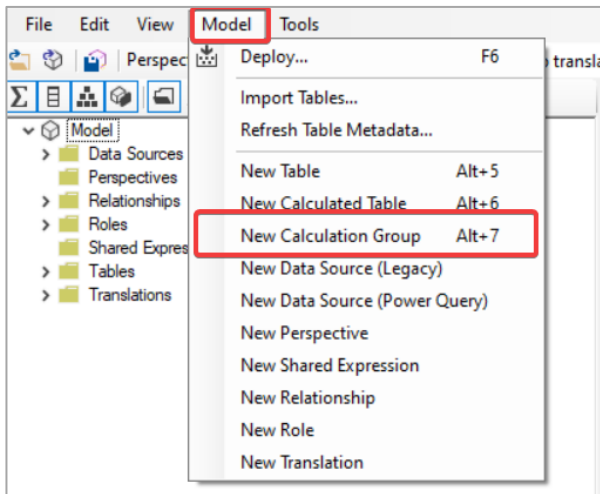 File Edit View Model Tools
Perspec
transla
Deploy... F6
Import Tables...
Refresh Table Metadata...
New Table Alt+5
New Calculated Table Alt+6
New Calculation Group Alt+7
New Data Source (Legacy)
New Data Source (Power Query)
New Perspective
New Shared Expression
New Relationship
New Role
New Translation
Model
Data Sources
Perspectives
Relationships
Roles
Shared Expres
Tables
Translations